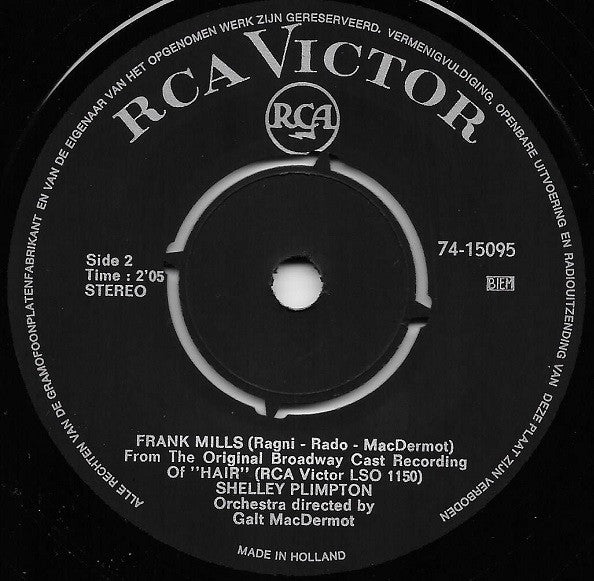 ALLE RECHTEN VAN DE GRAMOFOONPLATENFABRIKANT EN VAN DE EIGENAAR VAN HET OPGENOMEN WERK ZIJN GERESERVEERD. VERMENIGVULDIGING, OPENBARE UITVOERING EN RADIOUITZENDING VAN DEZE PLAAT ZIJN VERBODEN
RCA VICTOR
RCA
Side 2
Time : 2'05
STEREO
74-15095
BIEM
FRANK MILLS (Ragni - Rado - MacDermot)
From The Original Broadway Cast Recording
Of "HAIR" (RCA Victor LSO 1150)
SHELLEY PLIMPTON
Orchestra directed by
Galt MacDermot
MADE IN HOLLAND